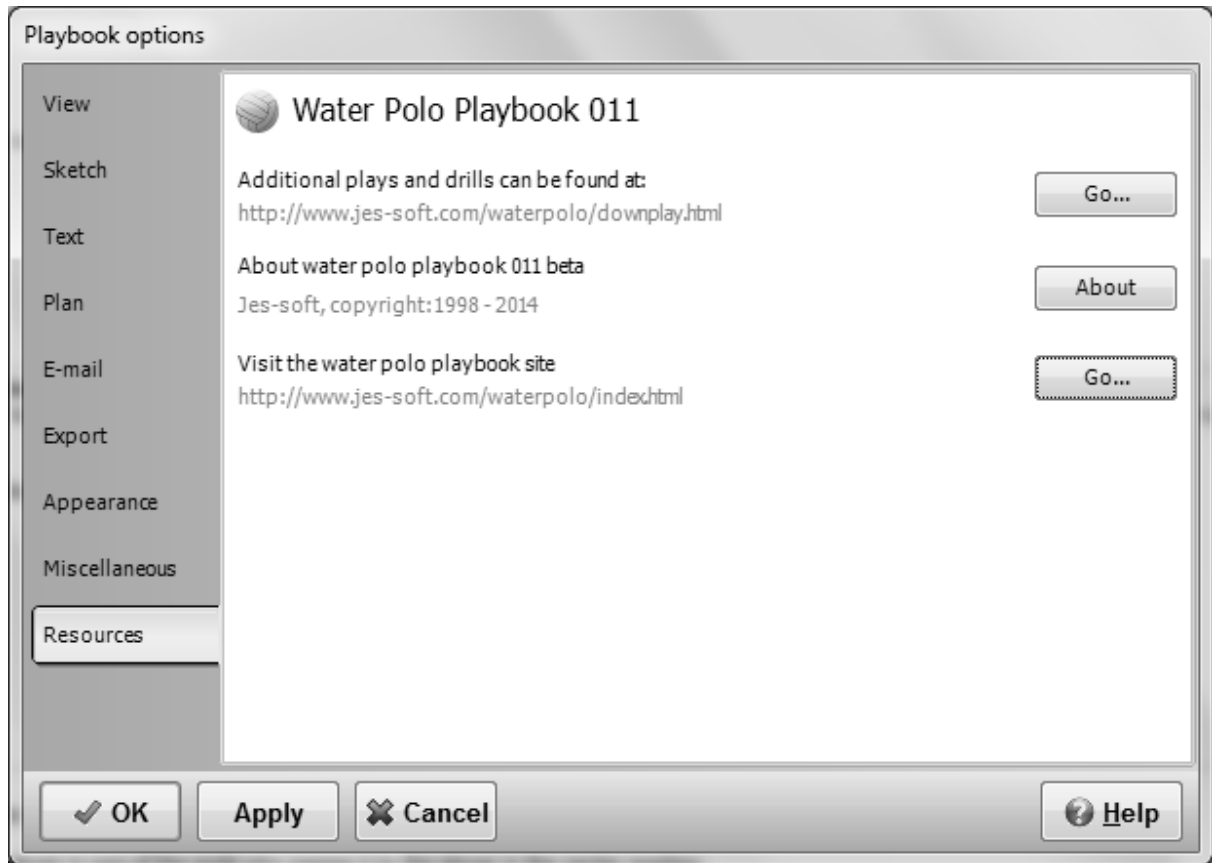 Playbook options
View
Sketch
Text
Plan
E-mail
Export
Appearance
Miscellaneous
Resources
Water Polo Playbook 011
Additional plays and drills can be found at:
http://www.jes-soft.com/waterpolo/downplay.html
Go...
About water polo playbook 011 beta
Jes-soft, copyright:1998 - 2014
About
Visit the water polo playbook site
http://www.jes-soft.com/waterpolo/index.html
Go...
OK
Apply
Cancel
Help